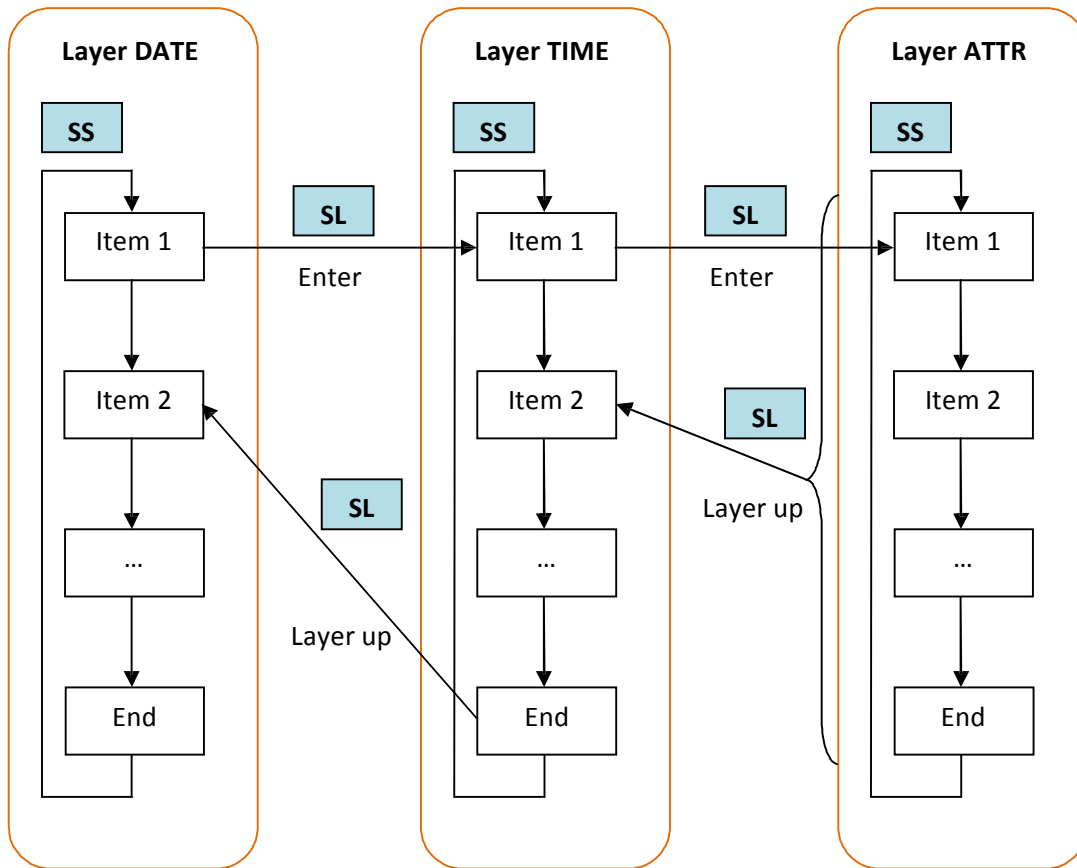 Layer DATE
Layer TIME
Layer ATTR
SS
SS
SS
SL
SL
Item 1
Item 1
Item 1
Enter
Enter
Item 2
Item 2
Item 2
SL
SL
Layer up
...
...
...
Layer up
End
End
End